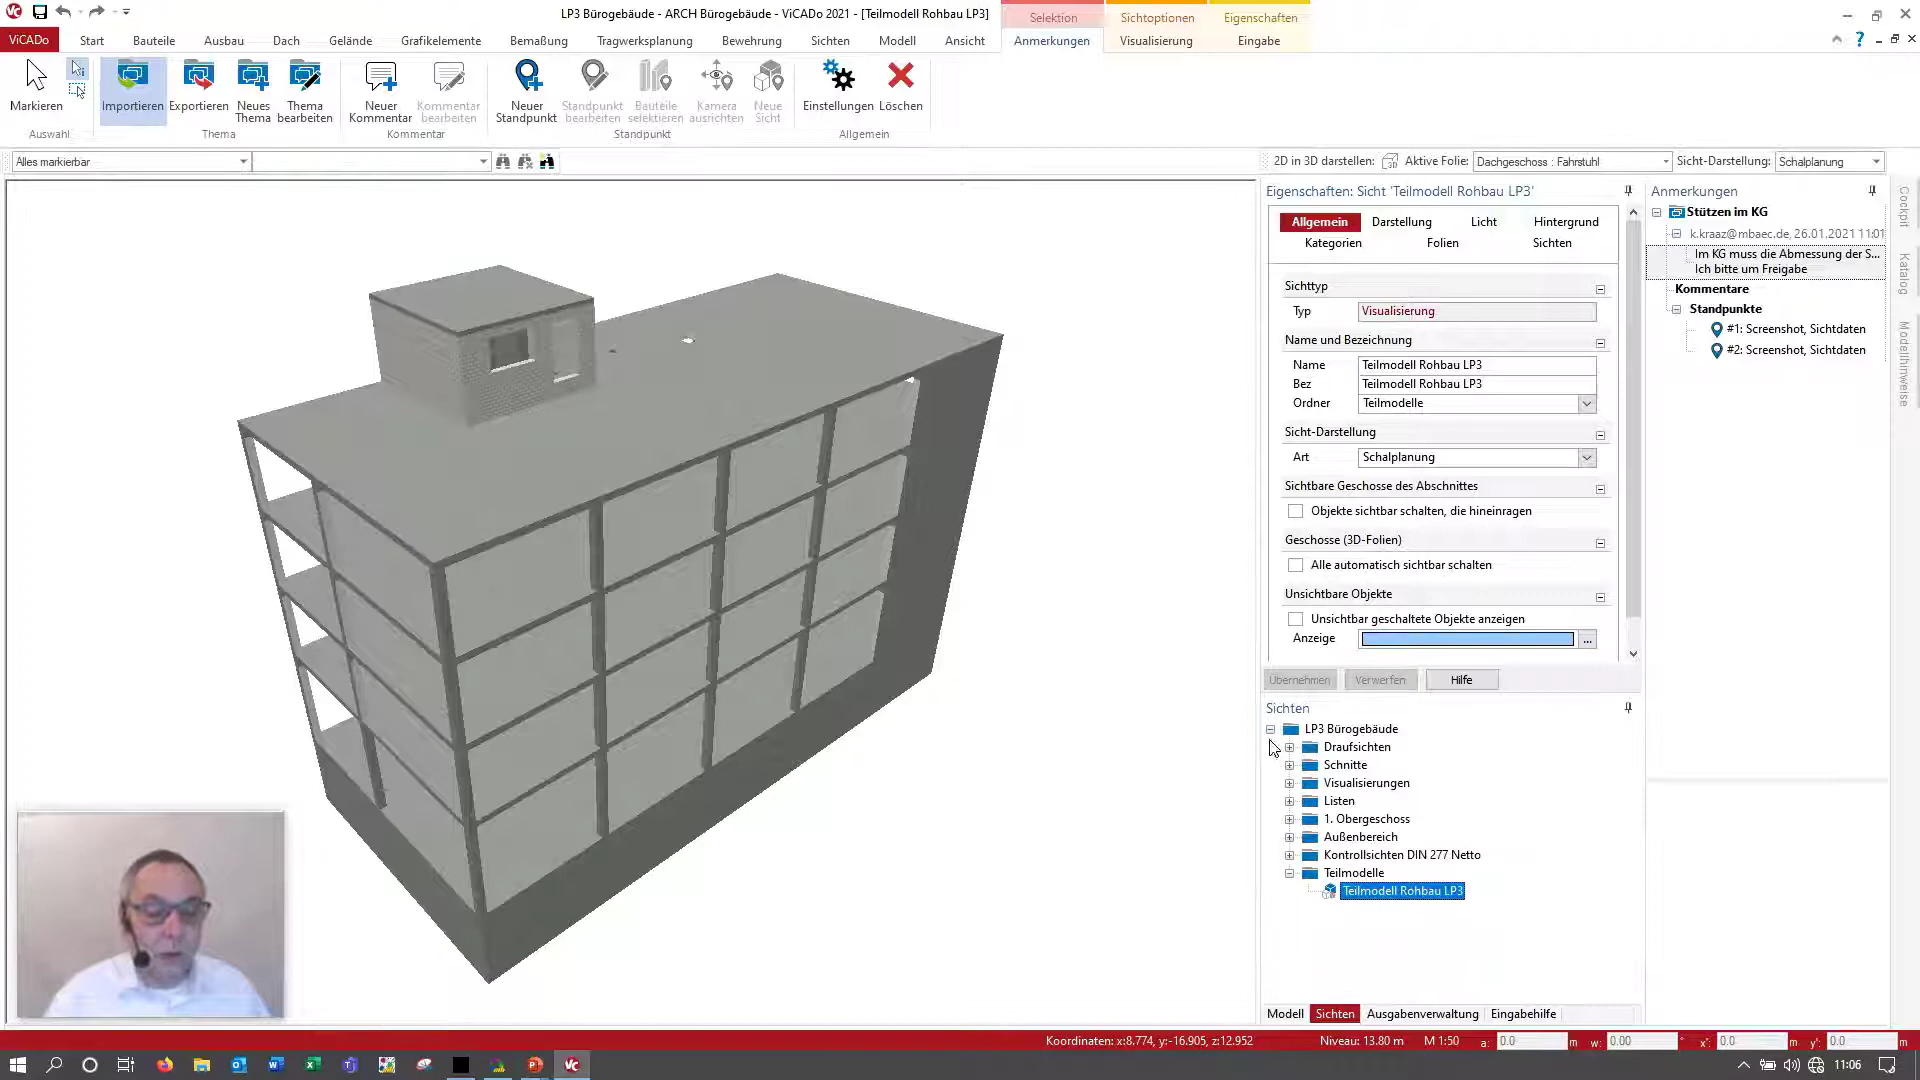 LP3 Bürogebäude - ARCH Bürogebäude - ViCADo 2021 - [Teilmodell Rohbau LP3]
Selektion
Sichtoptionen
Eigenschaften
ViCADo
Start
Bauteile
Ausbau
Dach
Gelände
Grafikelemente
Bemaßung
Tragwerksplanung
Bewehrung
Sichten
Modell
Ansicht
Anmerkungen
Visualisierung
Eingabe
Markieren
Importieren
Exportieren
Neues Thema
Thema bearbeiten
Neuer Kommentar
Kommentar bearbeiten
Neuer Standpunkt
Standpunkt bearbeiten
Bauteile selektieren
Kamera ausrichten
Neue Sicht
Einstellungen
Löschen
Auswahl
Thema
Kommentar
Standpunkt
Allgemein
Alles markierbar
2D in 3D darstellen:
Aktive Folie:
Dachgeschoss : Fahrstuhl
Sicht-Darstellung:
Schalplanung
Eigenschaften: Sicht 'Teilmodell Rohbau LP3'
Allgemein
Darstellung
Licht
Hintergrund
Kategorien
Folien
Sichten
Sichttyp
Typ Visualisierung
Name und Bezeichnung
Name Teilmodell Rohbau LP3
Bez Teilmodell Rohbau LP3
Ordner Teilmodelle
Sicht-Darstellung
Art Schalplanung
Sichtbare Geschosse des Abschnittes
Objekte sichtbar schalten, die hineinragen
Geschosse (3D-Folien)
Alle automatisch sichtbar schalten
Unsichtbare Objekte
Unsichtbar geschaltete Objekte anzeigen
Anzeige ...
Übernehmen
Verwerfen
Hilfe
Sichten
LP3 Bürogebäude
Draufsichten
Schnitte
Visualisierungen
Listen
1. Obergeschoss
Außenbereich
Kontrollsichten DIN 277 Netto
Teilmodelle
Teilmodell Rohbau LP3
Modell
Sichten
Ausgabenverwaltung
Eingabehilfe
Anmerkungen
Stützen im KG
k.kraaz@mbaec.de, 26.01.2021 11:01
Im KG muss die Abmessung der S...
Ich bitte um Freigabe
Kommentare
Standpunkte
#1: Screenshot, Sichtdaten
#2: Screenshot, Sichtdaten
Cockpit
Katalog
Modellhinweise
Koordinaten: x:8.774, y:-16.905, z:12.952
Niveau: 13.80 m
M 1:50
a: 0.0 m
w: 0.00 °
x': 0.0 m
y': 0.0 m
11:06